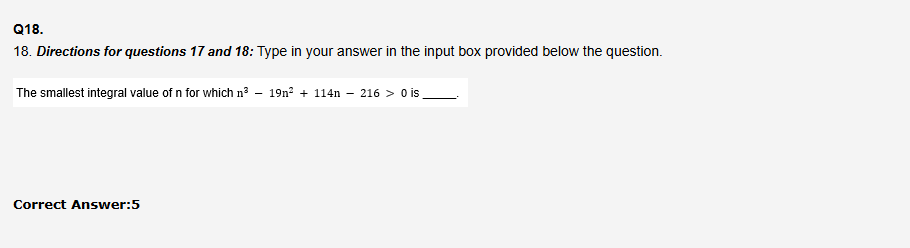 Q18.
18. Directions for questions 17 and 18: Type in your answer in the input box provided below the question.
The smallest integral value of n for which n³ − 19n² + 114n − 216 > 0 is _____.
Correct Answer:5